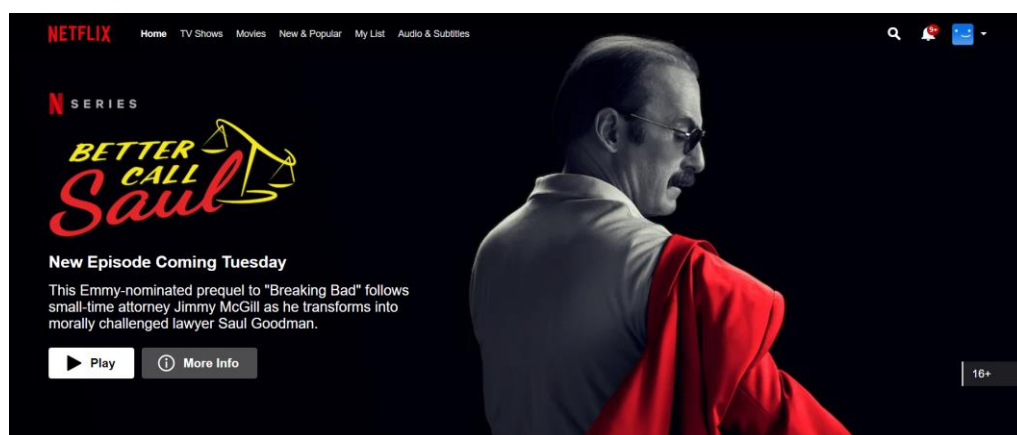 NETFLIX Home TV Shows Movies New & Popular My List Audio & Subtitles 9+
N SERIES
BETTER
CALL
Saul
New Episode Coming Tuesday
This Emmy-nominated prequel to "Breaking Bad" follows
small-time attorney Jimmy McGill as he transforms into
morally challenged lawyer Saul Goodman.
Play More Info
16+